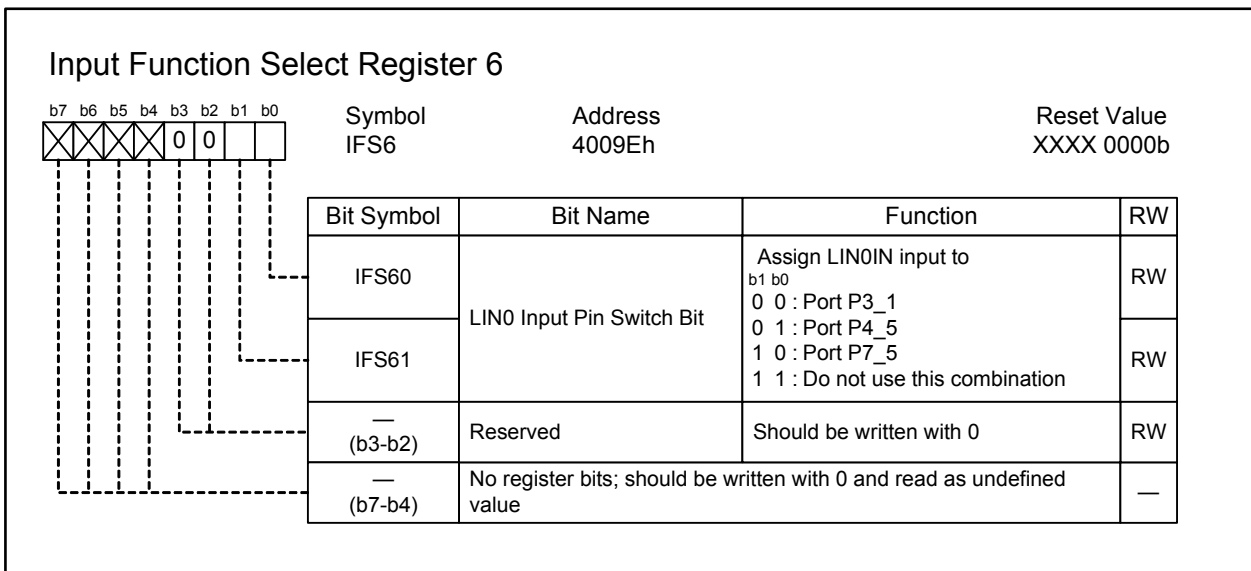 Input Function Select Register 6
b7 b6 b5 b4 b3 b2 b1 b0
0 0
Symbol Address Reset Value
IFS6 4009Eh XXXX 0000b
Bit Symbol Bit Name Function RW
IFS60
IFS61
LIN0 Input Pin Switch Bit
Assign LIN0IN input to
b1 b0
0 0 : Port P3_1
0 1 : Port P4_5
1 0 : Port P7_5
1 1 : Do not use this combination
RW
RW
—
(b3-b2)
Reserved
Should be written with 0
RW
—
(b7-b4)
No register bits; should be written with 0 and read as undefined
value
—